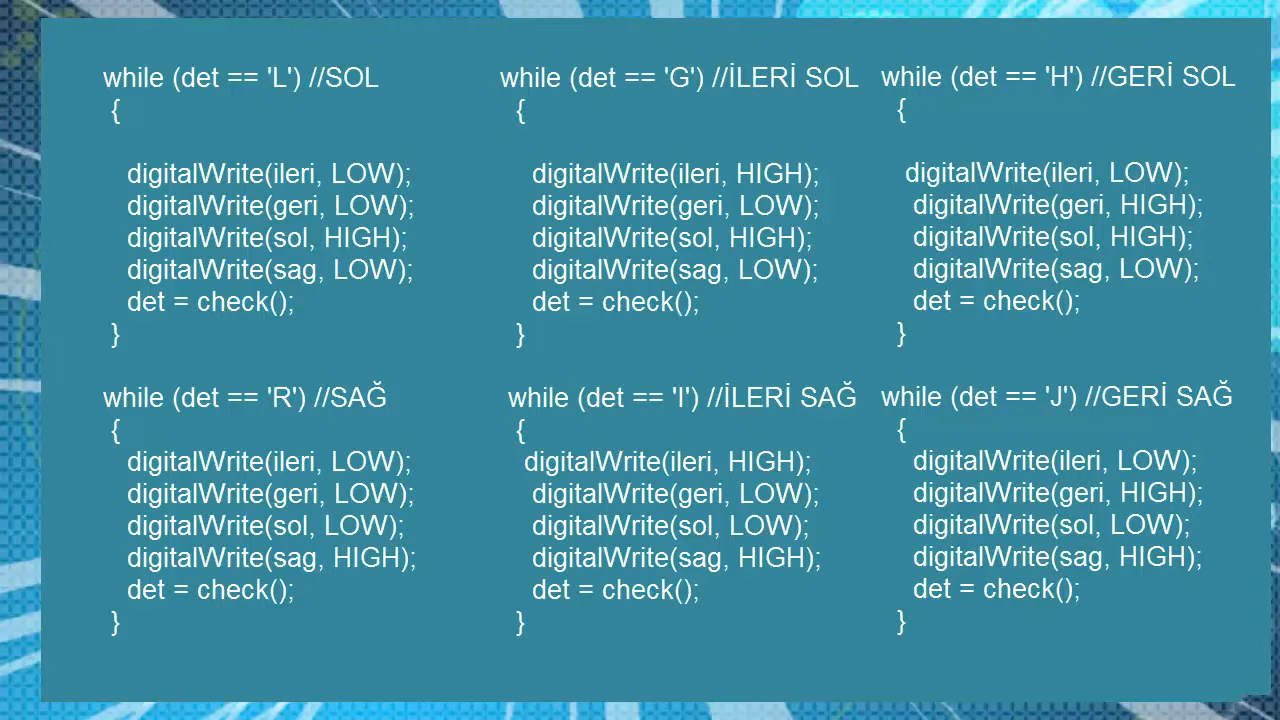 while (det == 'L') //SOL
{
digitalWrite(ileri, LOW);
digitalWrite(geri, LOW);
digitalWrite(sol, HIGH);
digitalWrite(sag, LOW);
det = check();
}
while (det == 'R') //SAĞ
{
digitalWrite(ileri, LOW);
digitalWrite(geri, LOW);
digitalWrite(sol, LOW);
digitalWrite(sag, HIGH);
det = check();
}
while (det == 'G') //İLERİ SOL
{
digitalWrite(ileri, HIGH);
digitalWrite(geri, LOW);
digitalWrite(sol, HIGH);
digitalWrite(sag, LOW);
det = check();
}
while (det == 'I') //İLERİ SAĞ
{
digitalWrite(ileri, HIGH);
digitalWrite(geri, LOW);
digitalWrite(sol, LOW);
digitalWrite(sag, HIGH);
det = check();
}
while (det == 'H') //GERİ SOL
{
digitalWrite(ileri, LOW);
digitalWrite(geri, HIGH);
digitalWrite(sol, HIGH);
digitalWrite(sag, LOW);
det = check();
}
while (det == 'J') //GERİ SAĞ
{
digitalWrite(ileri, LOW);
digitalWrite(geri, HIGH);
digitalWrite(sol, LOW);
digitalWrite(sag, HIGH);
det = check();
}